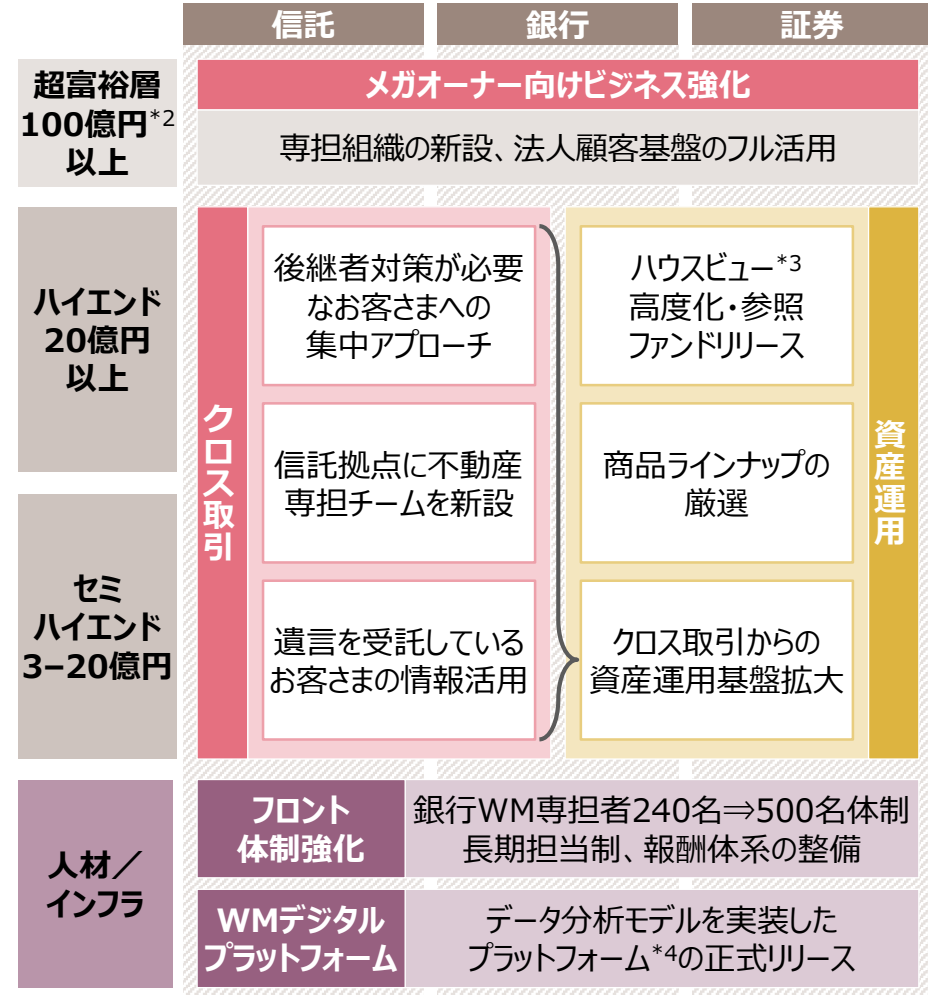 信託
銀行
証券
超富裕層
100億円*2
以上
メガオーナー向けビジネス強化
専担組織の新設、法人顧客基盤のフル活用
ハイエンド
20億円
以上
セミ
ハイエンド
3−20億円
クロス取引
後継者対策が必要
なお客さまへの
集中アプローチ
信託拠点に不動産
専担チームを新設
遺言を受託している
お客さまの情報活用
ハウスビュー*3
高度化・参照
ファンドリリース
商品ラインナップの
厳選
クロス取引からの
資産運用基盤拡大
資産運用
人材／
インフラ
フロント
体制強化
銀行WM専担者240名⇒500名体制
長期担当制、報酬体系の整備
WMデジタル
プラットフォーム
データ分析モデルを実装した
プラットフォーム*4の正式リリース